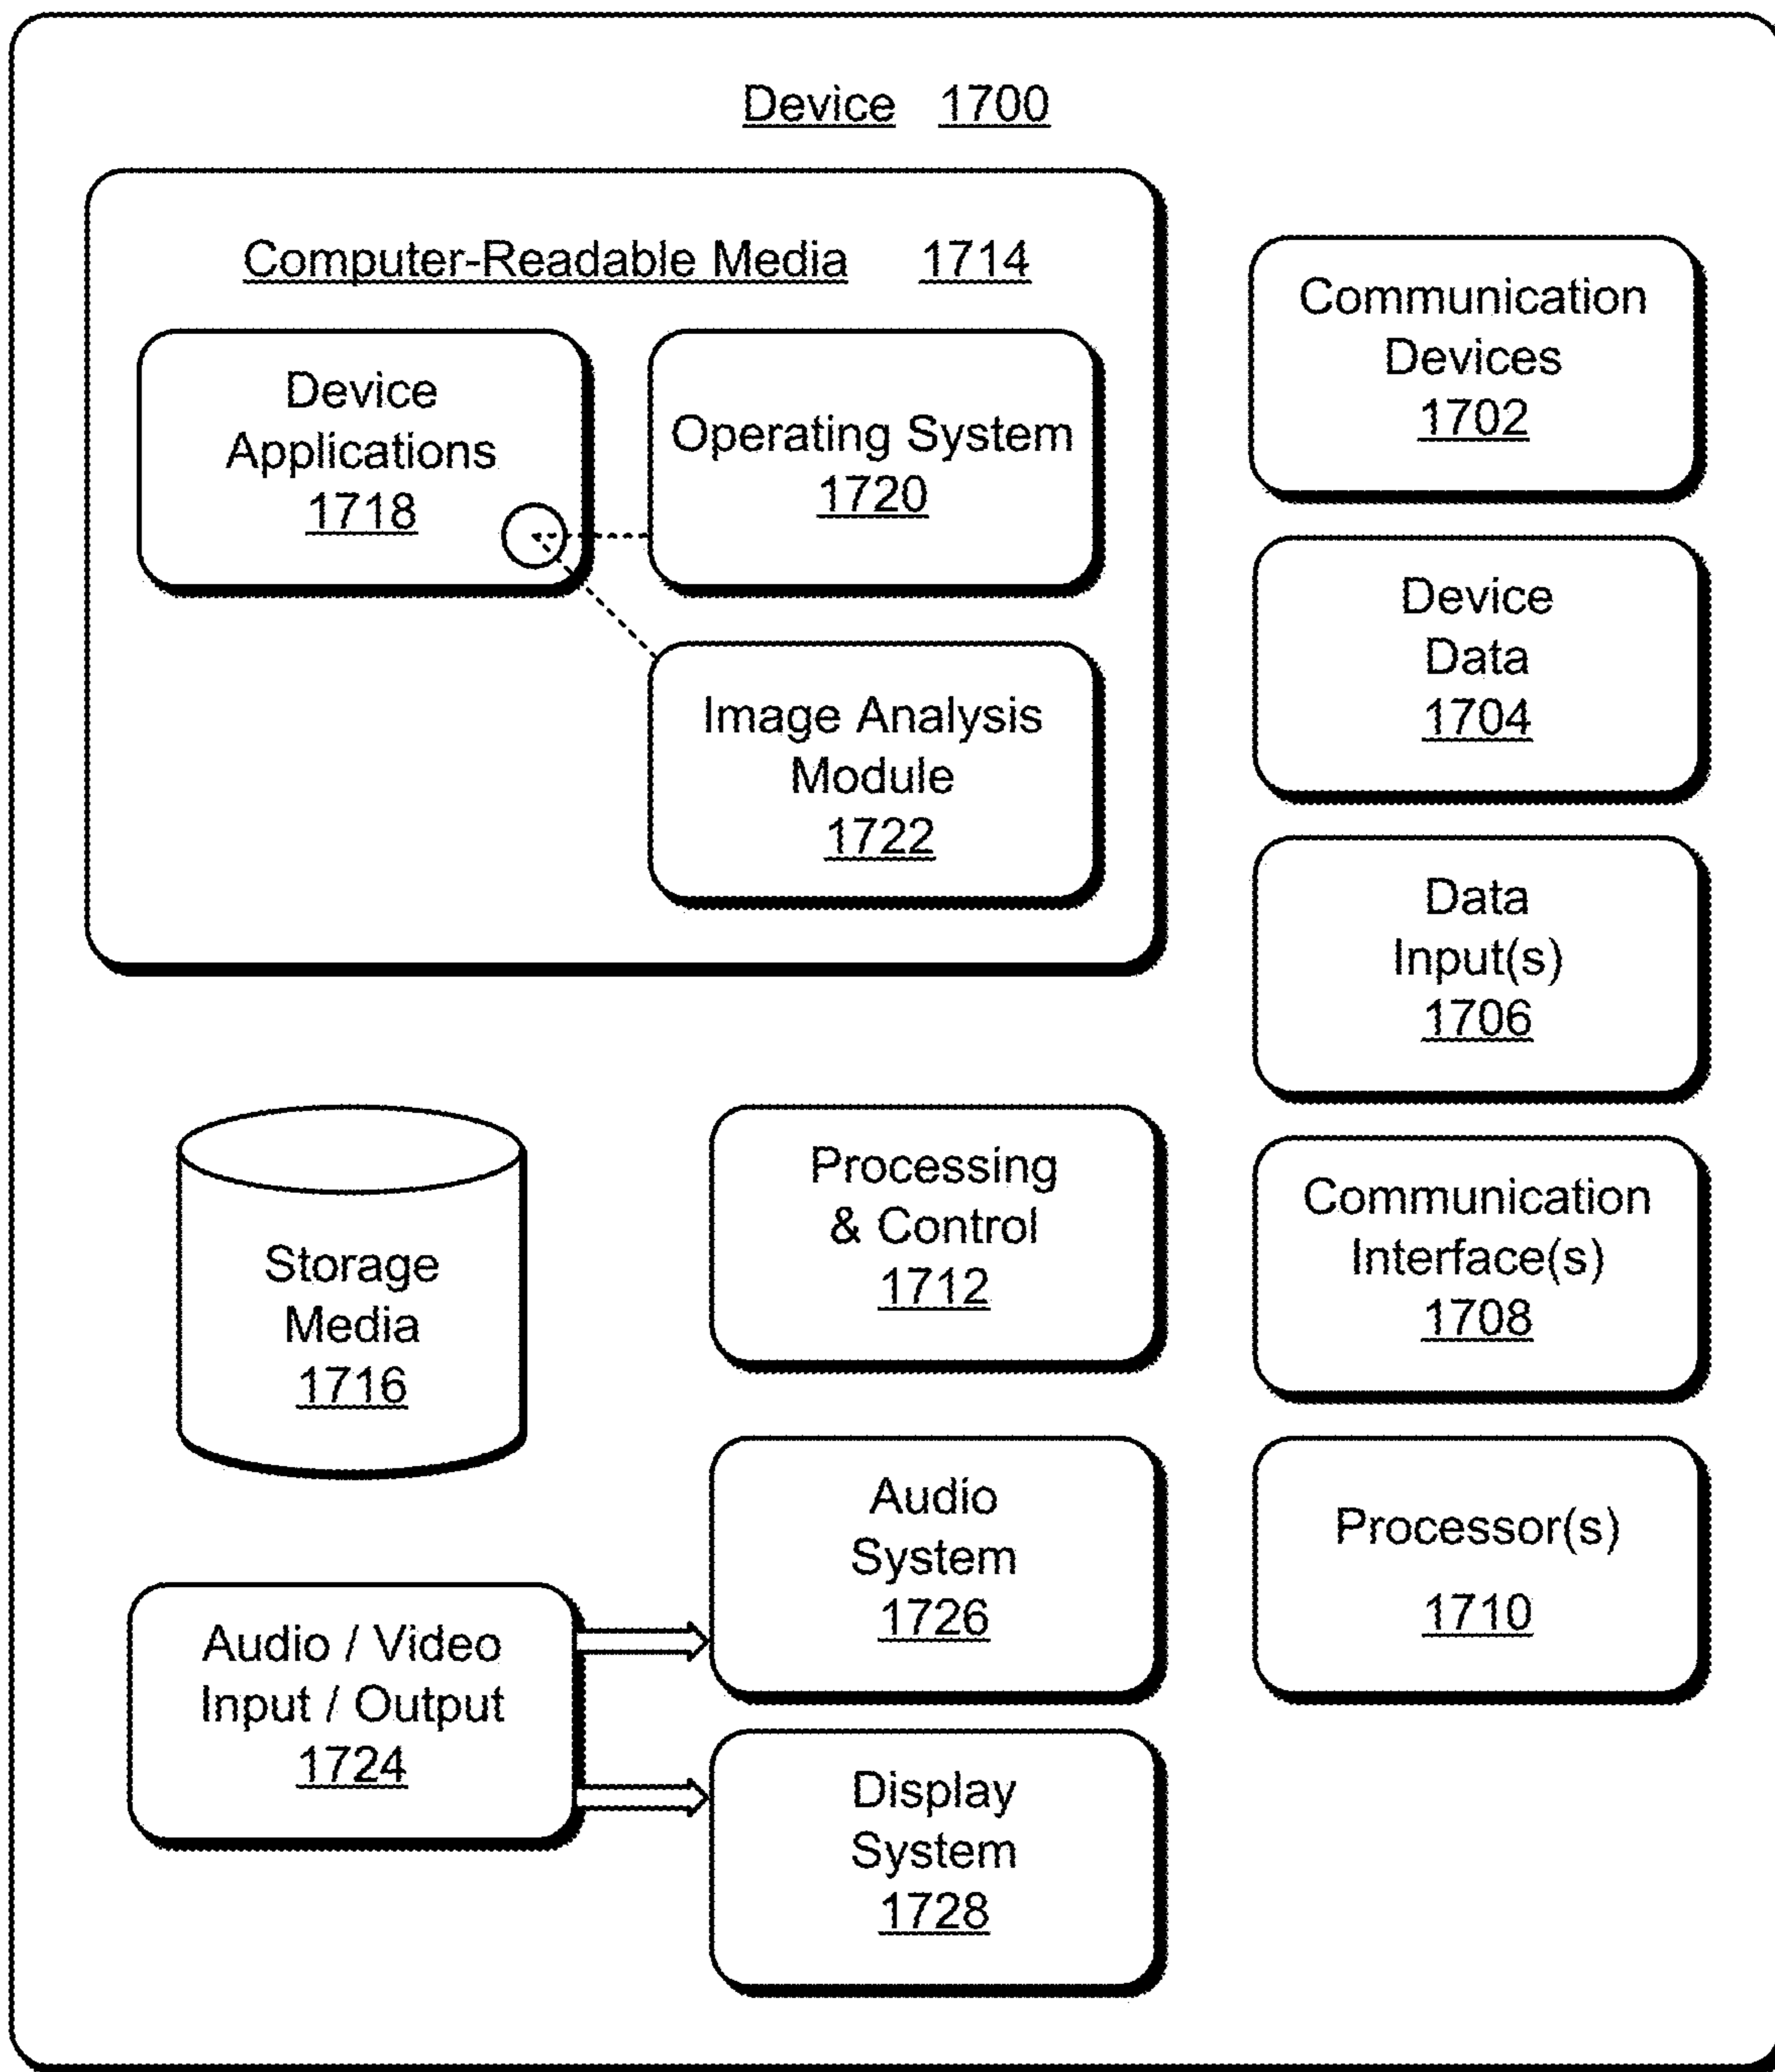 Device 1700
Computer-Readable Media 1714
Device
Applications
1718
Operating System
1720
Image Analysis
Module
1722
Communication
Devices
1702
Device
Data
1704
Data
Input(s)
1706
Communication
Interface(s)
1708
Processor(s)
1710
Storage
Media
1716
Processing
& Control
1712
Audio / Video
Input / Output
1724
Audio
System
1726
Display
System
1728